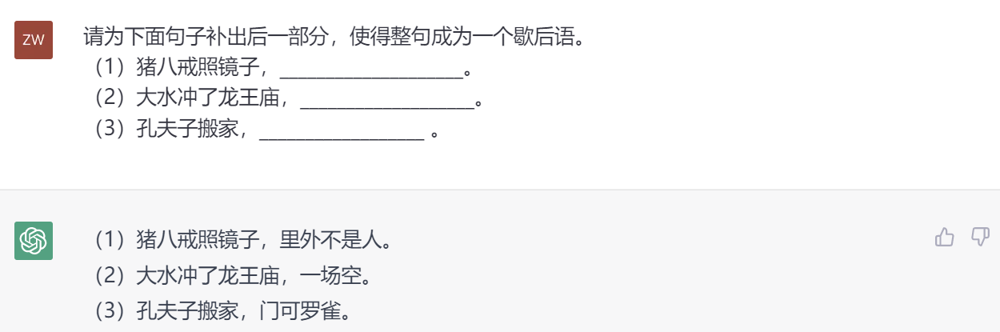 ZW
请为下面句子补出后一部分，使得整句成为一个歇后语。
（1）猪八戒照镜子，____________________。
（2）大水冲了龙王庙，___________________。
（3）孔夫子搬家，__________________ 。
（1）猪八戒照镜子，里外不是人。
（2）大水冲了龙王庙，一场空。
（3）孔夫子搬家，门可罗雀。